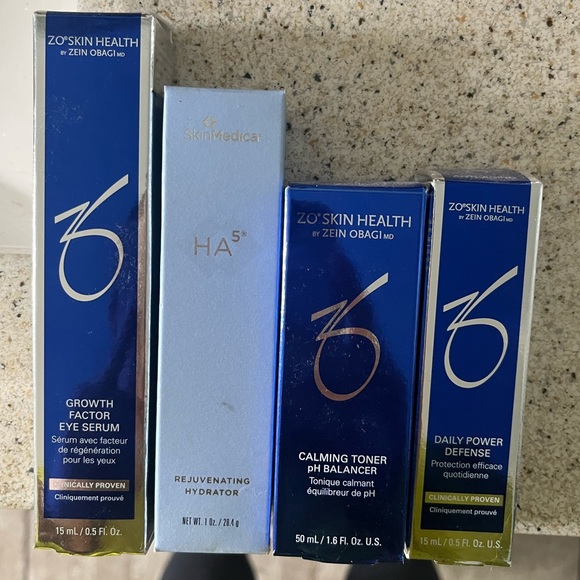 ZO® SKIN HEALTH
BY ZEIN OBAGI MD
GROWTH
FACTOR
EYE SERUM
Sérum avec facteur
de régénération
pour les yeux
CLINICALLY PROVEN
Cliniquement prouvé
15 mL / 0.5 Fl. Oz.
SkinMedica®
HA5®
REJUVENATING
HYDRATOR
NET WT. 1 Oz. / 28.4 g
ZO® SKIN HEALTH
BY ZEIN OBAGI MD
CALMING TONER
pH BALANCER
Tonique calmant
équilibreur de pH
50 mL / 1.6 Fl. Oz. U.S.
ZO® SKIN HEALTH
BY ZEIN OBAGI MD
DAILY POWER
DEFENSE
Protection efficace
quotidienne
CLINICALLY PROVEN
Cliniquement prouvé
15 mL / 0.5 Fl. Oz. U.S.